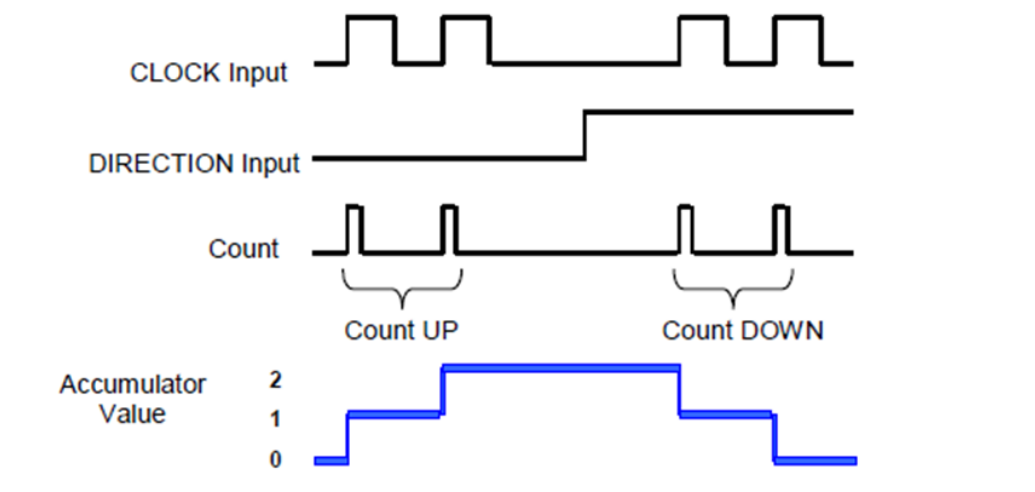 CLOCK Input
DIRECTION Input
Count
Count UP
Count DOWN
Accumulator
Value
2
1
0